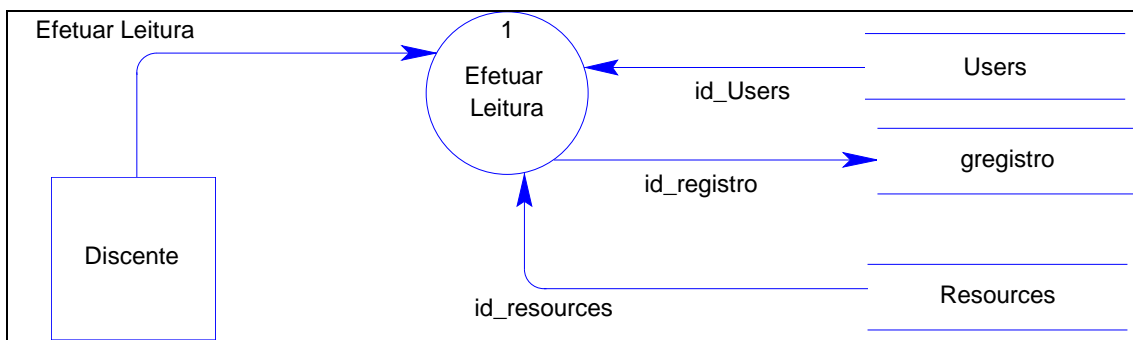 Efetuar Leitura
1
Efetuar
Leitura
Users
id_Users
gregistro
id_registro
Discente
Resources
id_resources